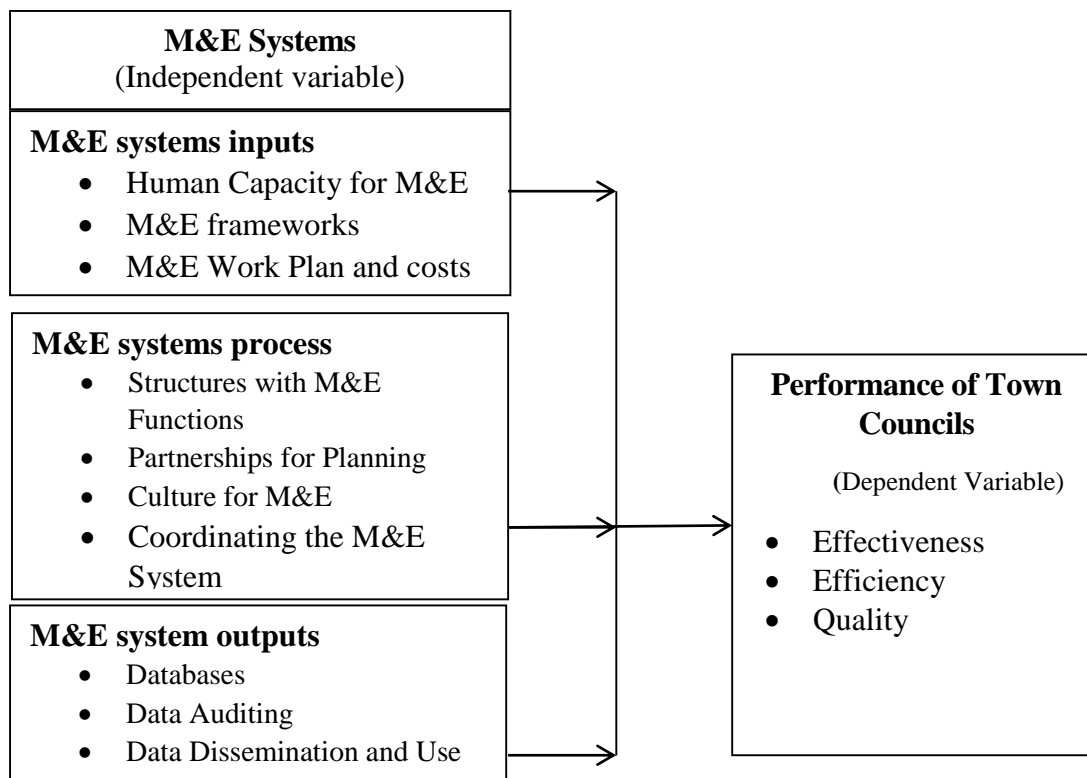 M&E Systems
(Independent variable)
M&E systems inputs
• Human Capacity for M&E
• M&E frameworks
• M&E Work Plan and costs
M&E systems process
• Structures with M&E
Functions
• Partnerships for Planning
• Culture for M&E
• Coordinating the M&E
System
M&E system outputs
• Databases
• Data Auditing
• Data Dissemination and Use
Performance of Town
Councils
(Dependent Variable)
• Effectiveness
• Efficiency
• Quality